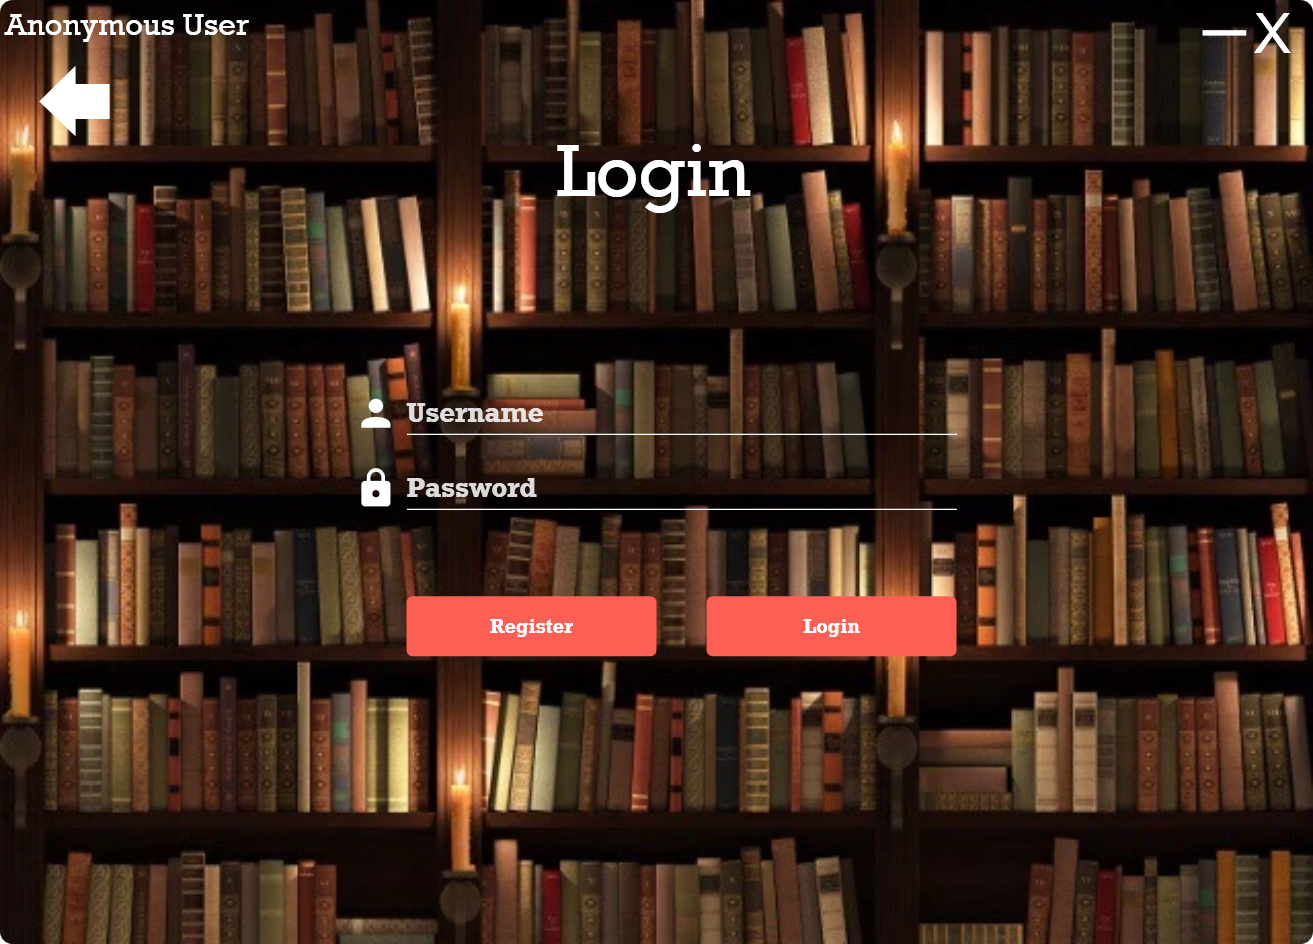 Anonymous User
— X
Login
Username
Password
Register
Login